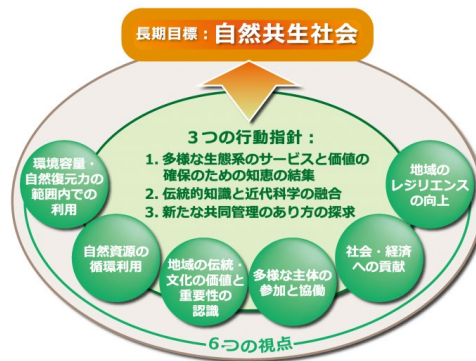 長期目標：自然共生社会
3つの行動指針：
1. 多様な生態系のサービスと価値の
確保のための知恵の結集
2. 伝統的知識と近代科学の融合
3. 新たな共同管理のあり方の探求
環境容量・
自然復元力の
範囲内での
利用
自然資源の
循環利用
地域の伝統・
文化の価値と
重要性の
認識
多様な主体の
参加と協働
社会・経済
への貢献
地域の
レジリエンス
の向上
6つの視点